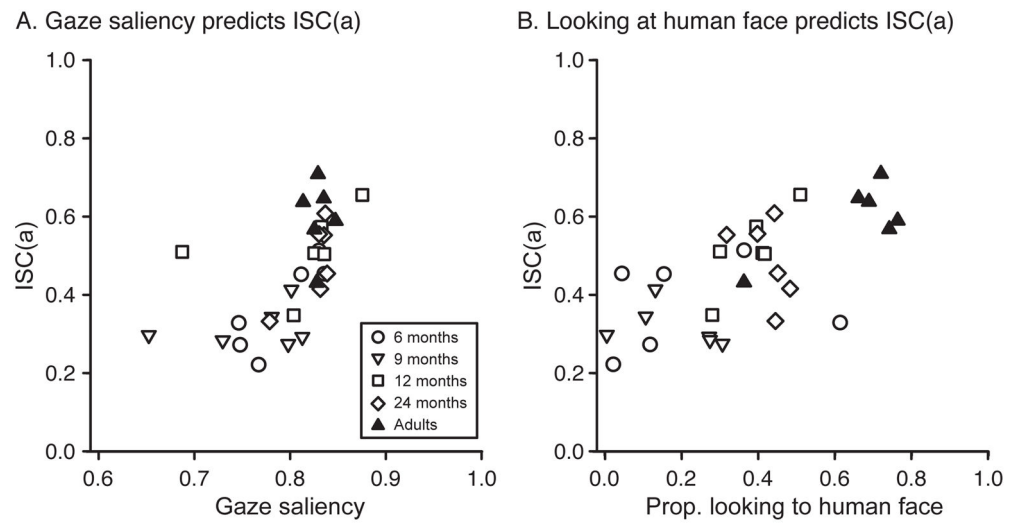 A. Gaze saliency predicts ISC(a)
1.0
0.8
0.6
0.4
0.2
0.0
ISC(a)
0.6 0.7 0.8 0.9 1.0
Gaze saliency
6 months
9 months
12 months
24 months
Adults
B. Looking at human face predicts ISC(a)
1.0
0.8
0.6
0.4
0.2
0.0
ISC(a)
0.0 0.2 0.4 0.6 0.8 1.0
Prop. looking to human face